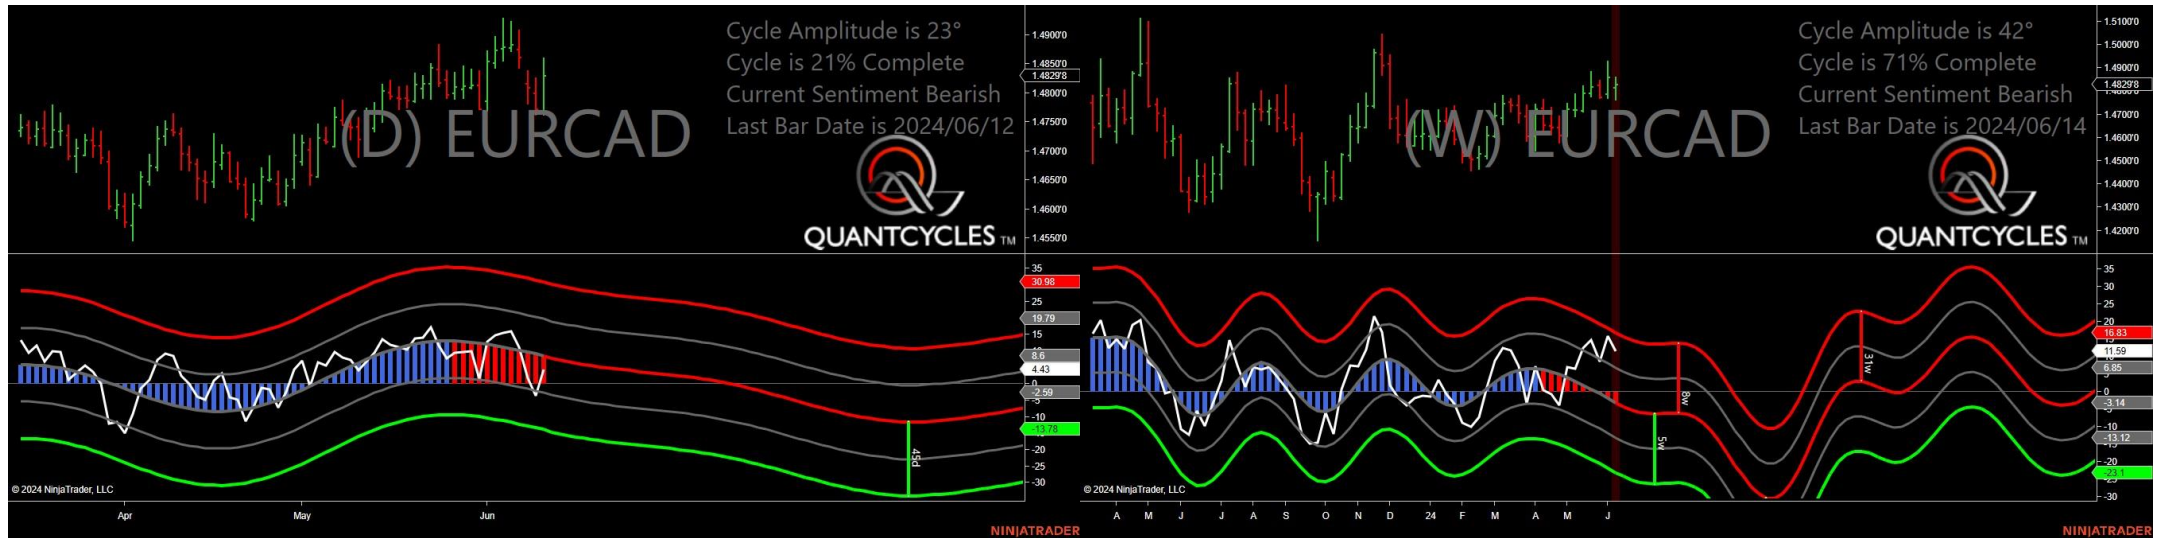 Cycle Amplitude is 23°
Cycle is 21% Complete
Current Sentiment Bearish
Last Bar Date is 2024/06/12
(D) EURCAD
QUANTCYCLES TM
1.4900'0
1.4850'0
1.4829'8
1.4800'0
1.4750'0
1.4700'0
1.4650'0
1.4600'0
1.4550'0
35
30.98
25
19.79
15
8.6
4.43
0
-2.59
-5
-10
-13.78
-20
-25
-30
45d
© 2024 NinjaTrader, LLC
Apr
May
Jun
NINJATRADER
Cycle Amplitude is 42°
Cycle is 71% Complete
Current Sentiment Bearish
Last Bar Date is 2024/06/14
(W) EURCAD
QUANTCYCLES TM
1.5100'0
1.5000'0
1.4900'0
1.4829'8
1.4700'0
1.4600'0
1.4500'0
1.4400'0
1.4300'0
1.4200'0
35
30
25
20
16.83
11.59
6.85
0
-3.14
-13.12
-20
-23.1
-30
8w
5w
31w
© 2024 NinjaTrader, LLC
A M J J A S O N D 24 F M A M J
NINJATRADER